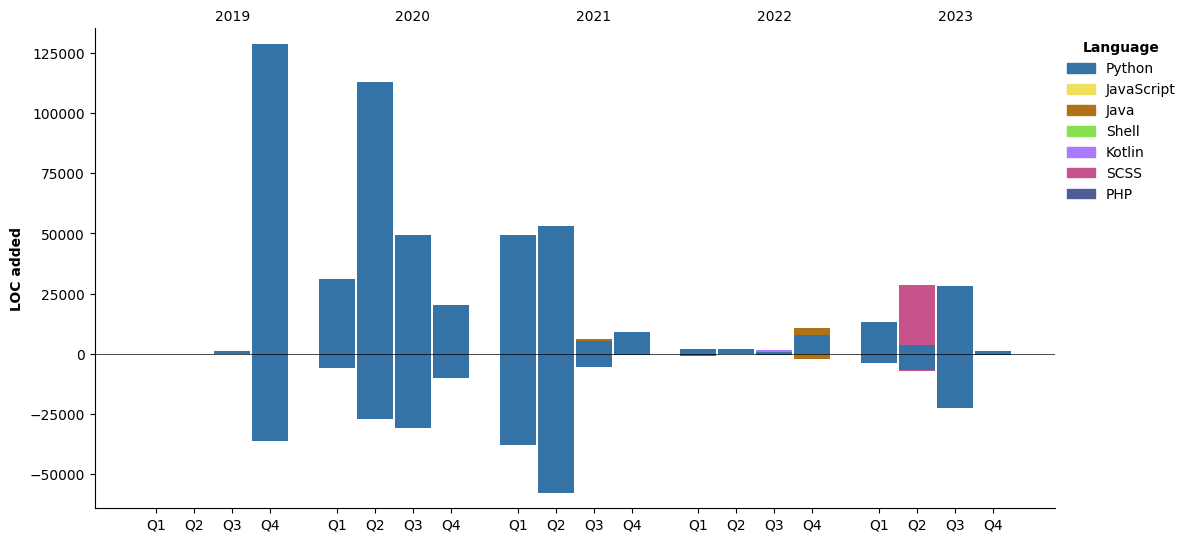 2019 2020 2021 2022 2023
Language
Python
JavaScript
Java
Shell
Kotlin
SCSS
PHP
LOC added
125000
100000
75000
50000
25000
0
−25000
−50000
Q1 Q2 Q3 Q4 Q1 Q2 Q3 Q4 Q1 Q2 Q3 Q4 Q1 Q2 Q3 Q4 Q1 Q2 Q3 Q4